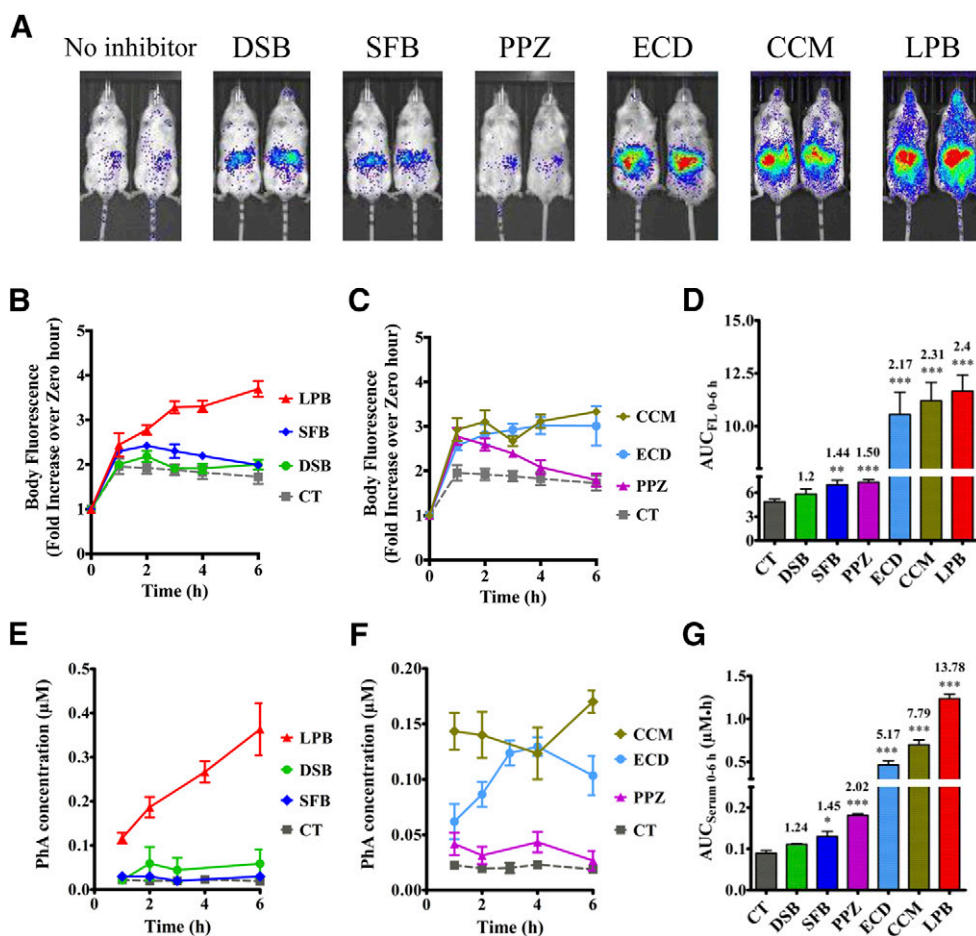 A
No inhibitor DSB SFB PPZ ECD CCM LPB
B
Body Fluorescence
(Fold Increase over Zero hour)
5
4
3
2
1
0
0 2 4 6
Time (h)
LPB
SFB
DSB
CT
C
Body Fluorescence
(Fold Increase over Zero hour)
5
4
3
2
1
0
0 2 4 6
Time (h)
CCM
ECD
PPZ
CT
D
AUC FL 0-6 h
15.0
10.0
6
3
0
1.2
1.44
**
1.50
***
2.17
***
2.31
***
2.4
***
CT DSB SFB PPZ ECD CCM LPB
E
PhA concentration (µM)
0.5
0.4
0.3
0.2
0.1
0.0
0 2 4 6
Time (h)
LPB
DSB
SFB
CT
F
PhA concentration (µM)
0.20
0.15
0.10
0.05
0.00
0 2 4 6
Time (h)
CCM
ECD
PPZ
CT
G
AUC Serum 0-6 h (µM·h)
1.5
1.0
0.5
0.2
0.1
0.0
1.24
1.45
*
2.02
***
5.17
***
7.79
***
13.78
***
CT DSB SFB PPZ ECD CCM LPB